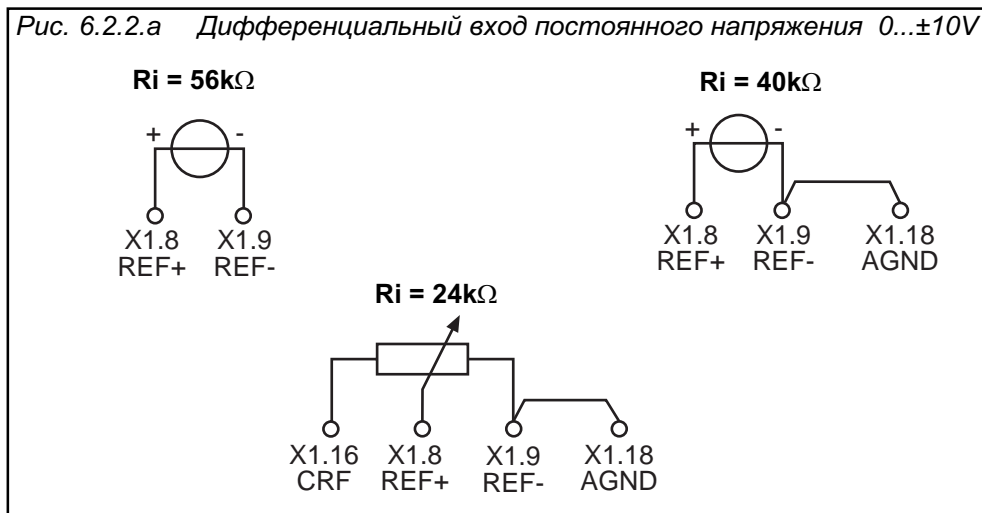 Рис. 6.2.2.a Дифференциальный вход постоянного напряжения 0...±10V
Ri = 56kΩ
Ri = 40kΩ
+ -
+ -
X1.8 X1.9
REF+ REF-
X1.8 X1.9 X1.18
REF+ REF- AGND
Ri = 24kΩ
X1.16 X1.8 X1.9 X1.18
CRF REF+ REF- AGND